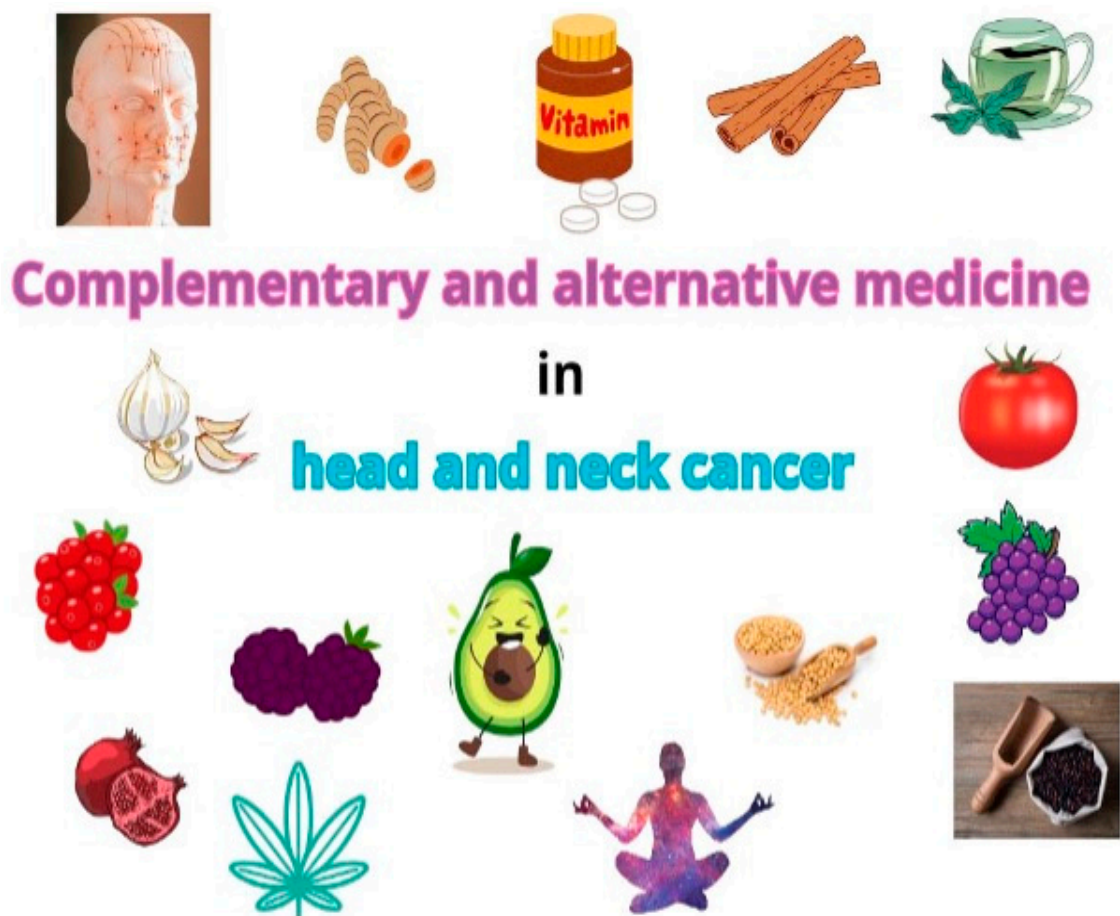 Vitamin
Complementary and alternative medicine
in
head and neck cancer